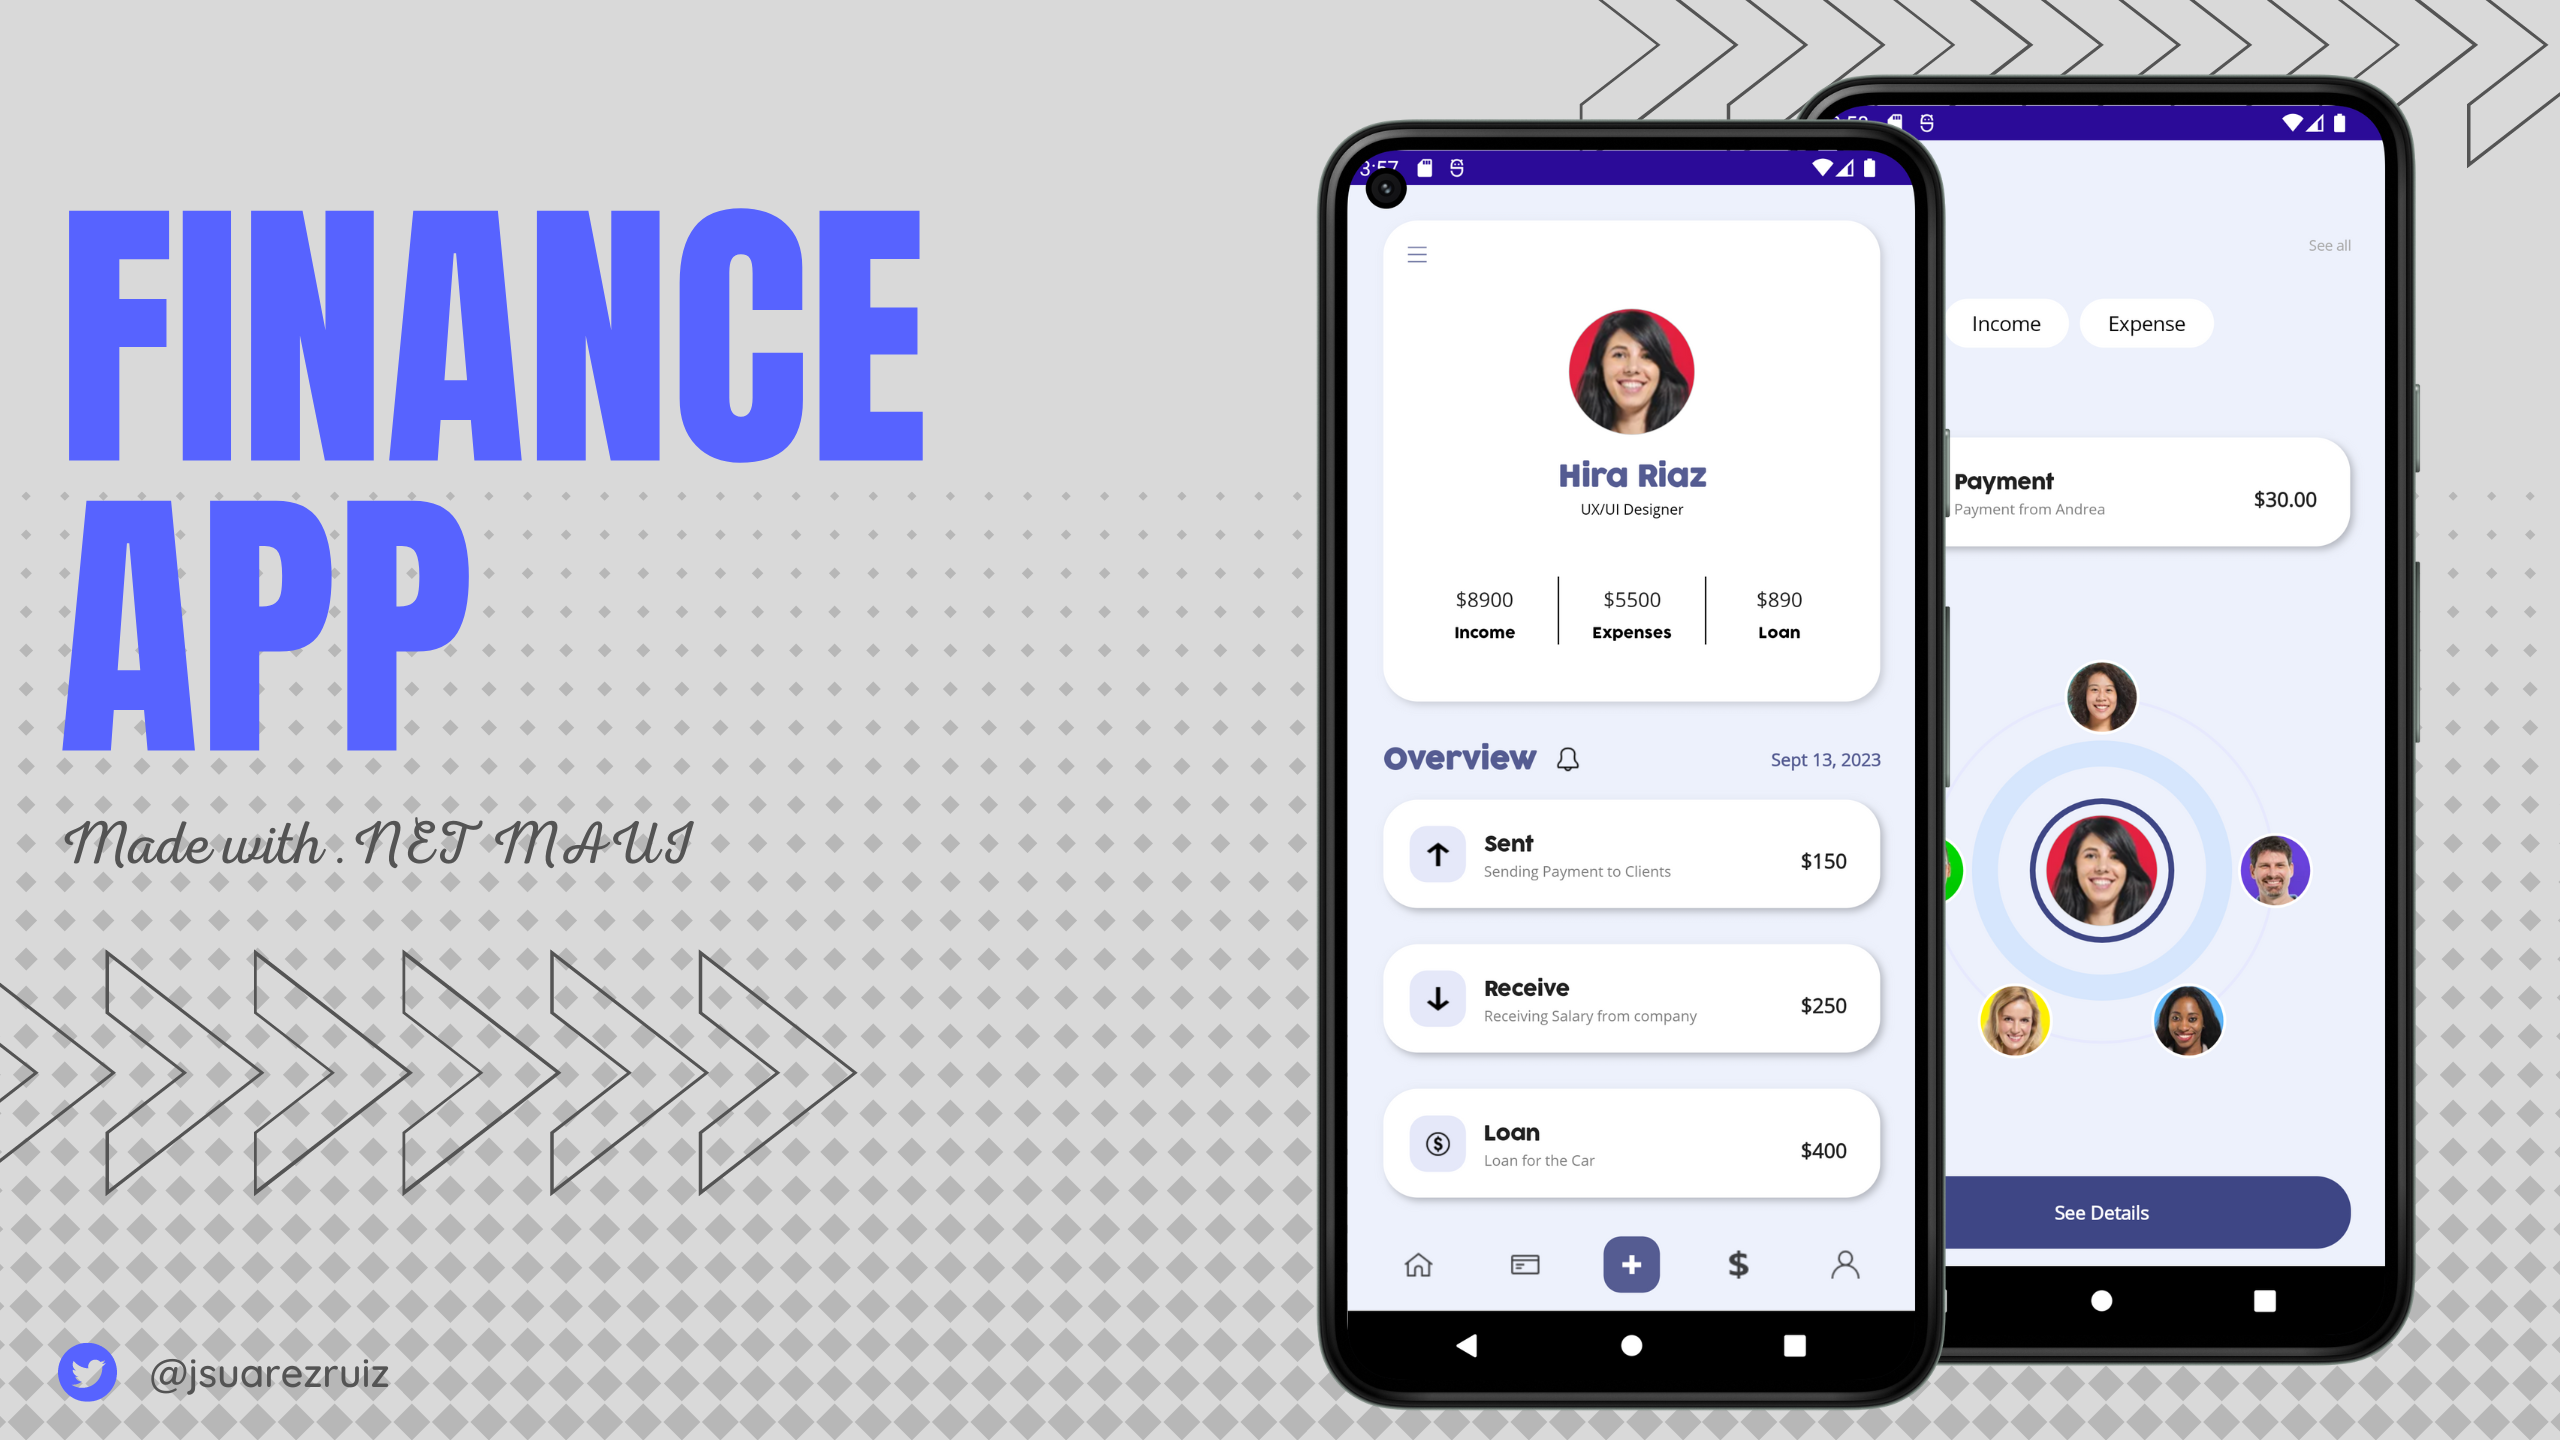 FINANCE
APP
Made with .NET MAUI
@jsuarezruiz
3:57
Hira Riaz
UX/UI Designer
$8900 $5500 $890
Income Expenses Loan
Overview Sept 13, 2023
Sent
Sending Payment to Clients
$150
Receive
Receiving Salary from company
$250
Loan
Loan for the Car
$400
See all
Income Expense
Payment
Payment from Andrea
$30.00
See Details